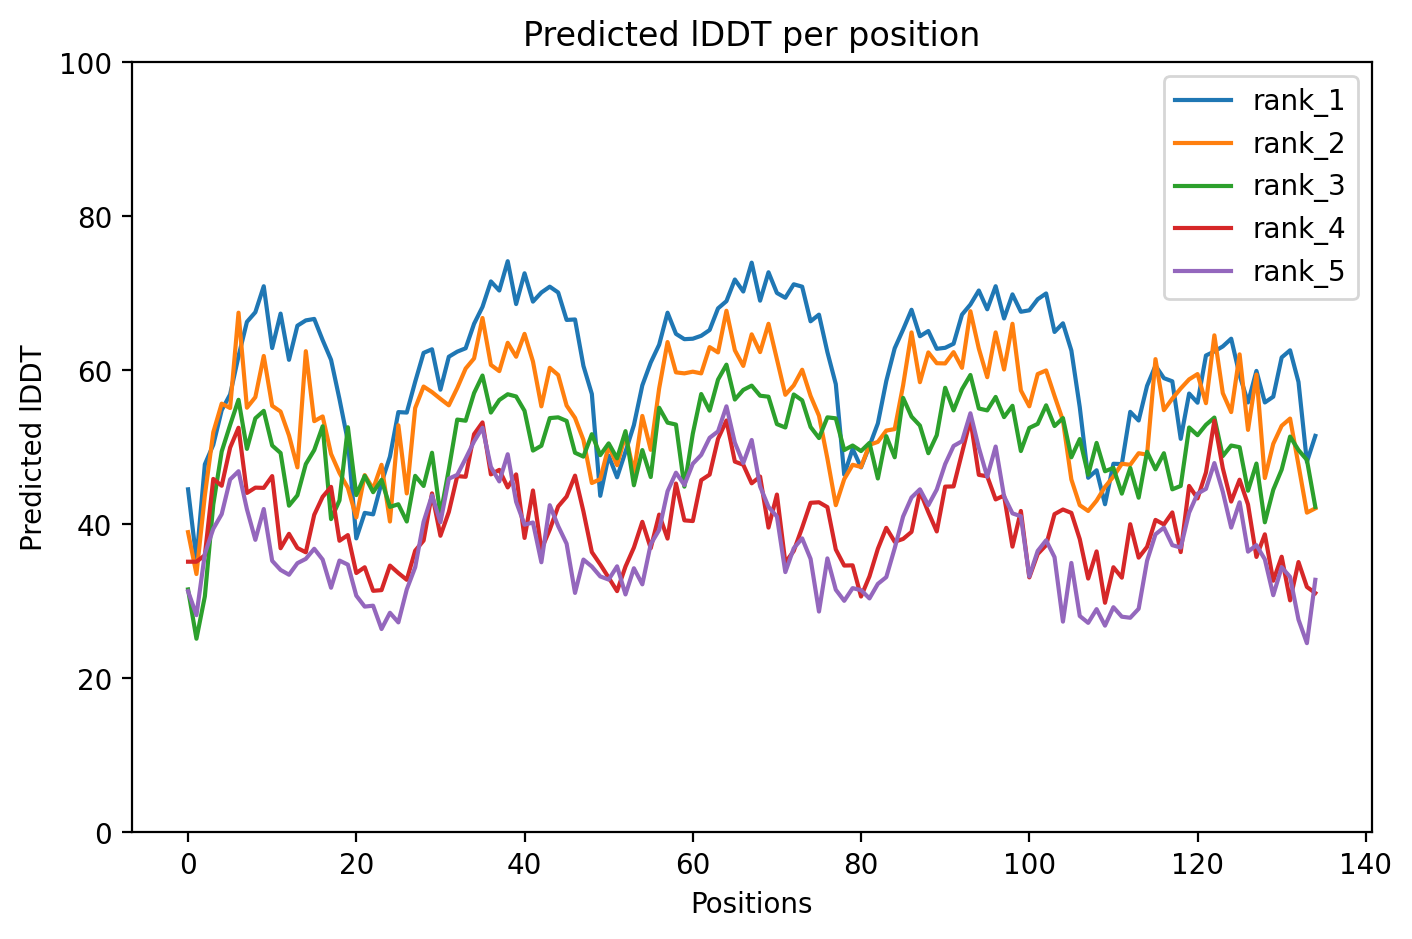 Predicted lDDT per position
100
80
60
40
20
0
Predicted lDDT
rank_1
rank_2
rank_3
rank_4
rank_5
0 20 40 60 80 100 120 140
Positions